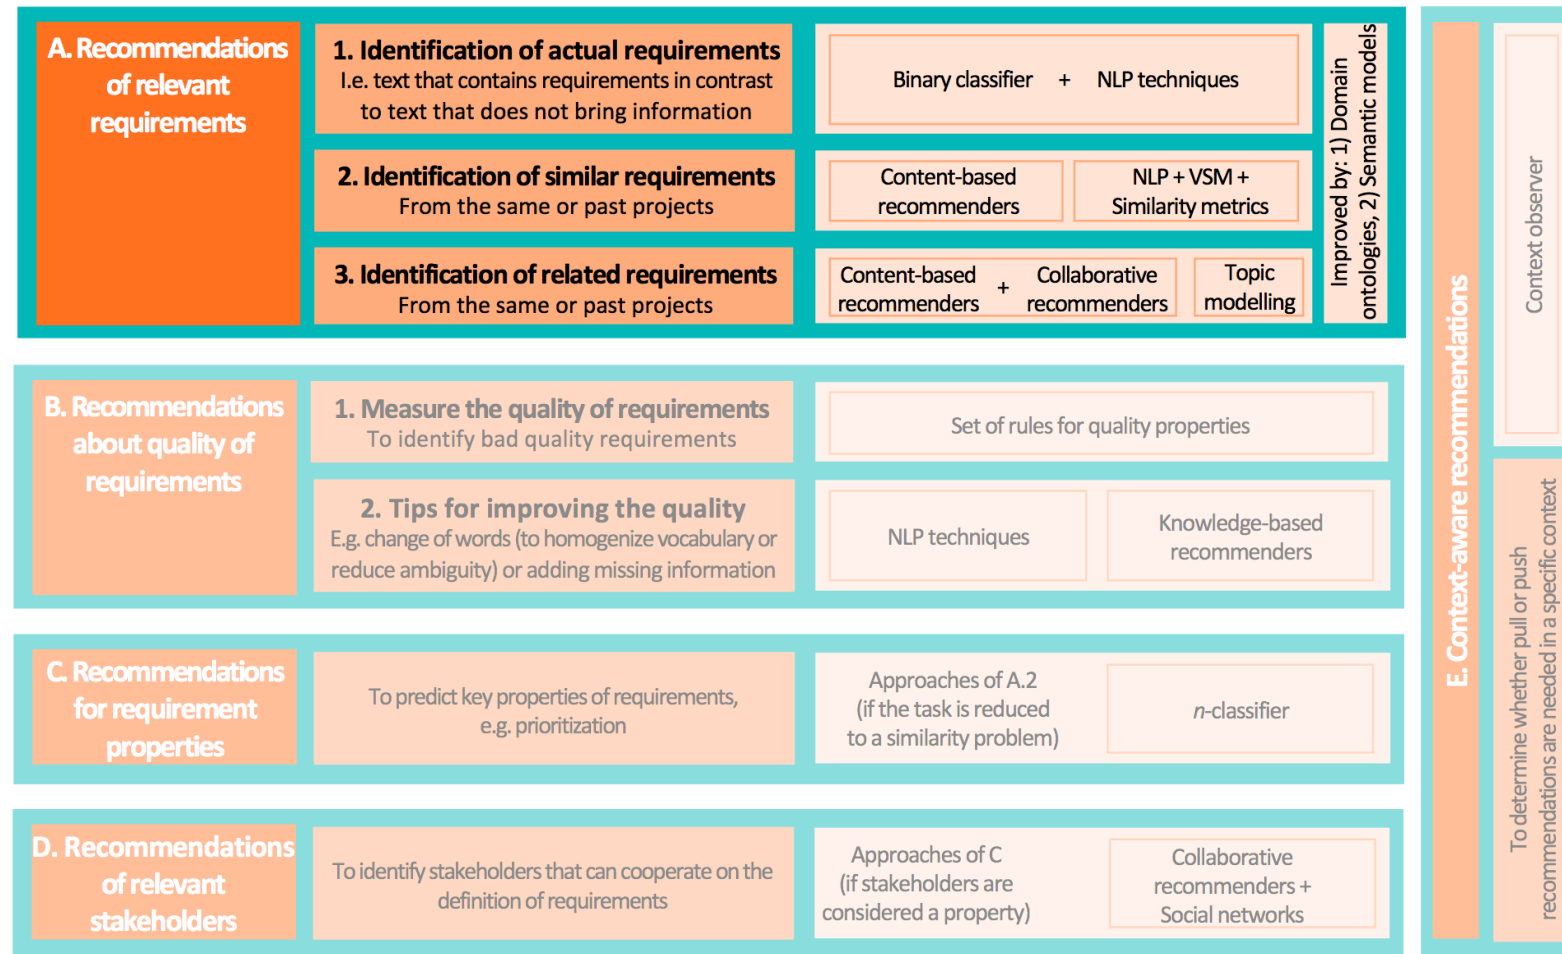 A. Recommendations
of relevant
requirements
1. Identification of actual requirements
I.e. text that contains requirements in contrast
to text that does not bring information
Binary classifier + NLP techniques
2. Identification of similar requirements
From the same or past projects
Content-based
recommenders
NLP + VSM +
Similarity metrics
3. Identification of related requirements
From the same or past projects
Content-based
recommenders
+
Collaborative
recommenders
Topic
modelling
Improved by: 1) Domain
ontologies, 2) Semantic models
B. Recommendations
about quality of
requirements
1. Measure the quality of requirements
To identify bad quality requirements
Set of rules for quality properties
2. Tips for improving the quality
E.g. change of words (to homogenize vocabulary or
reduce ambiguity) or adding missing information
NLP techniques
Knowledge-based
recommenders
C. Recommendations
for requirement
properties
To predict key properties of requirements,
e.g. prioritization
Approaches of A.2
(if the task is reduced
to a similarity problem)
n-classifier
D. Recommendations
of relevant
stakeholders
To identify stakeholders that can cooperate on the
definition of requirements
Approaches of C
(if stakeholders are
considered a property)
Collaborative
recommenders +
Social networks
E. Context-aware recommendations
Context observer
To determine whether pull or push
recommendations are needed in a specific context